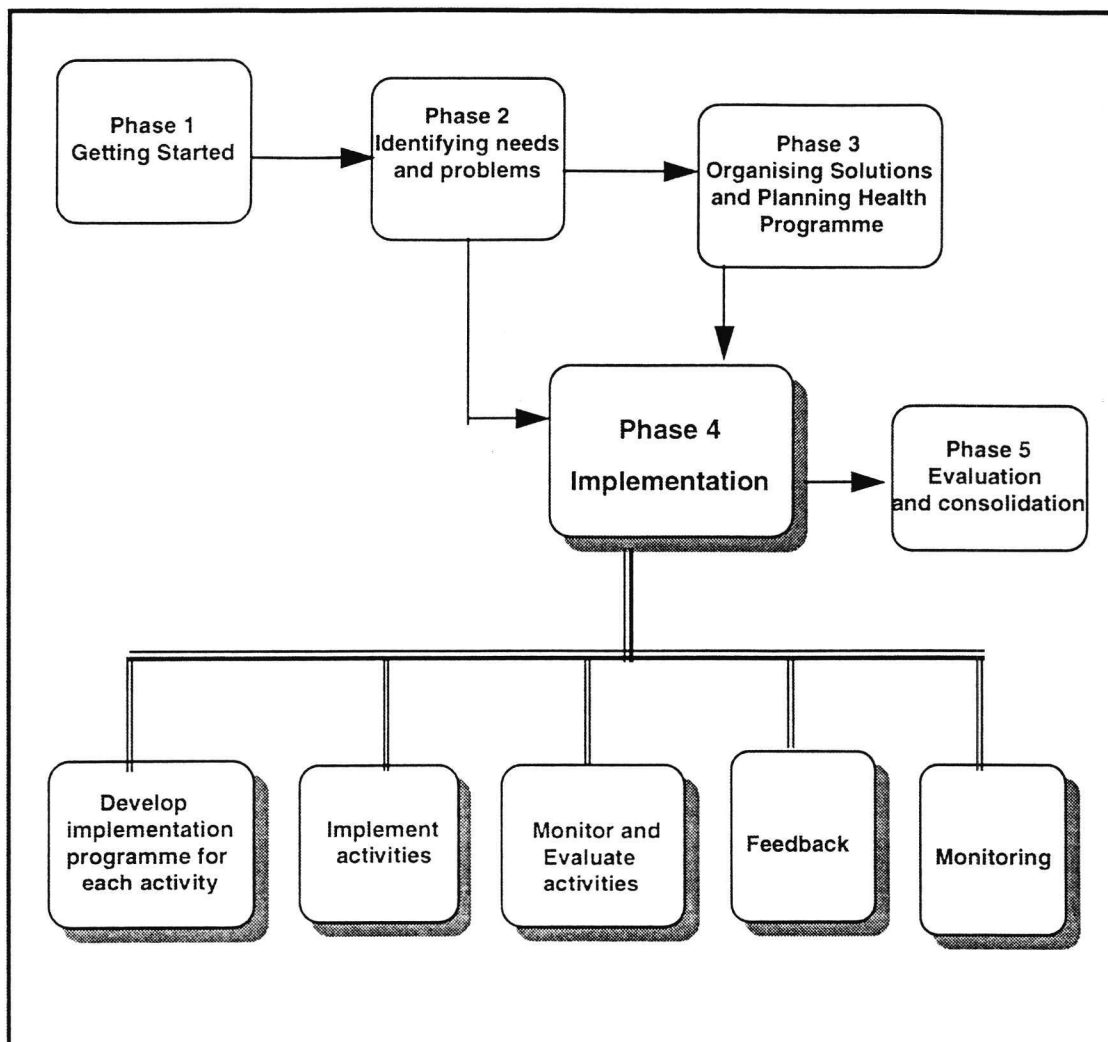 Phase 1
Getting Started
Phase 2
Identifying needs
and problems
Phase 3
Organising Solutions
and Planning Health
Programme
Phase 4
Implementation
Phase 5
Evaluation
and consolidation
Develop
implementation
programme for
each activity
Implement
activities
Monitor and
Evaluate
activities
Feedback
Monitoring